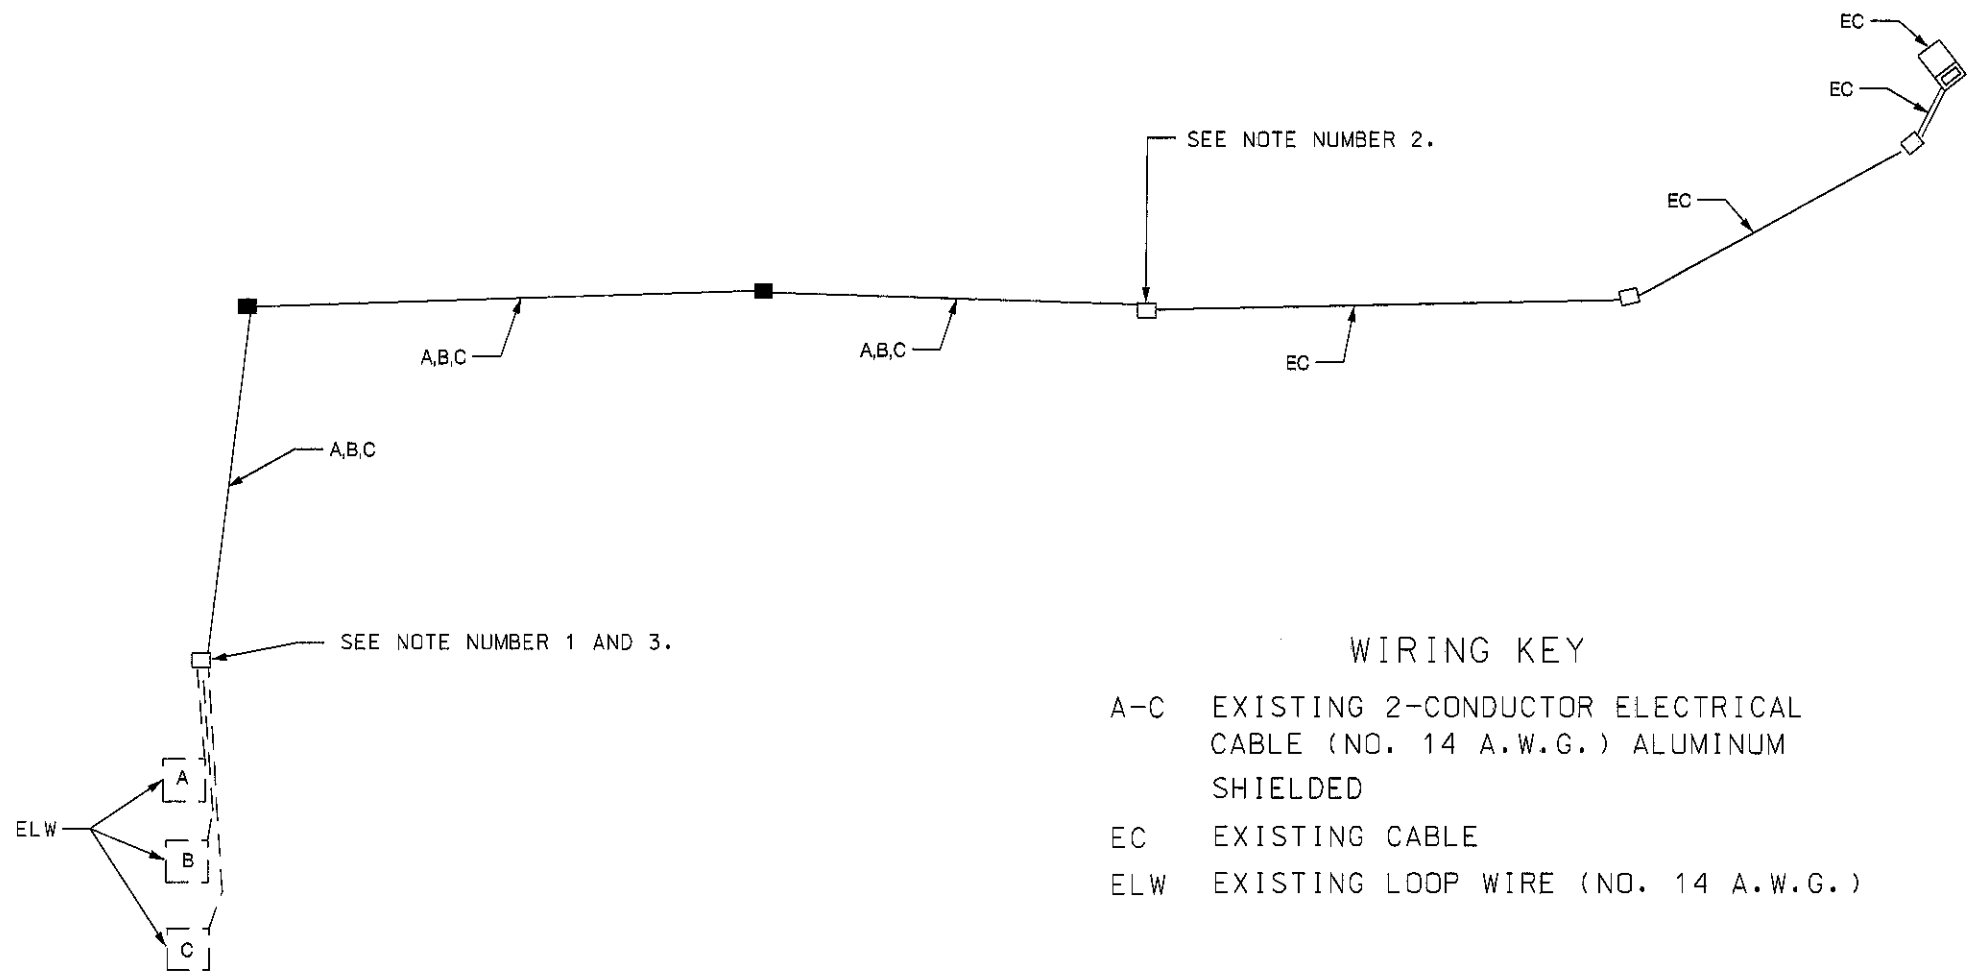 EC
EC
SEE NOTE NUMBER 2.
EC
A,B,C
A,B,C
EC
A,B,C
SEE NOTE NUMBER 1 AND 3.
WIRING KEY
A-C EXISTING 2-CONDUCTOR ELECTRICAL
CABLE (NO. 14 A.W.G.) ALUMINUM
SHIELDED
EC EXISTING CABLE
ELW EXISTING LOOP WIRE (NO. 14 A.W.G.)
A
ELW
B
C